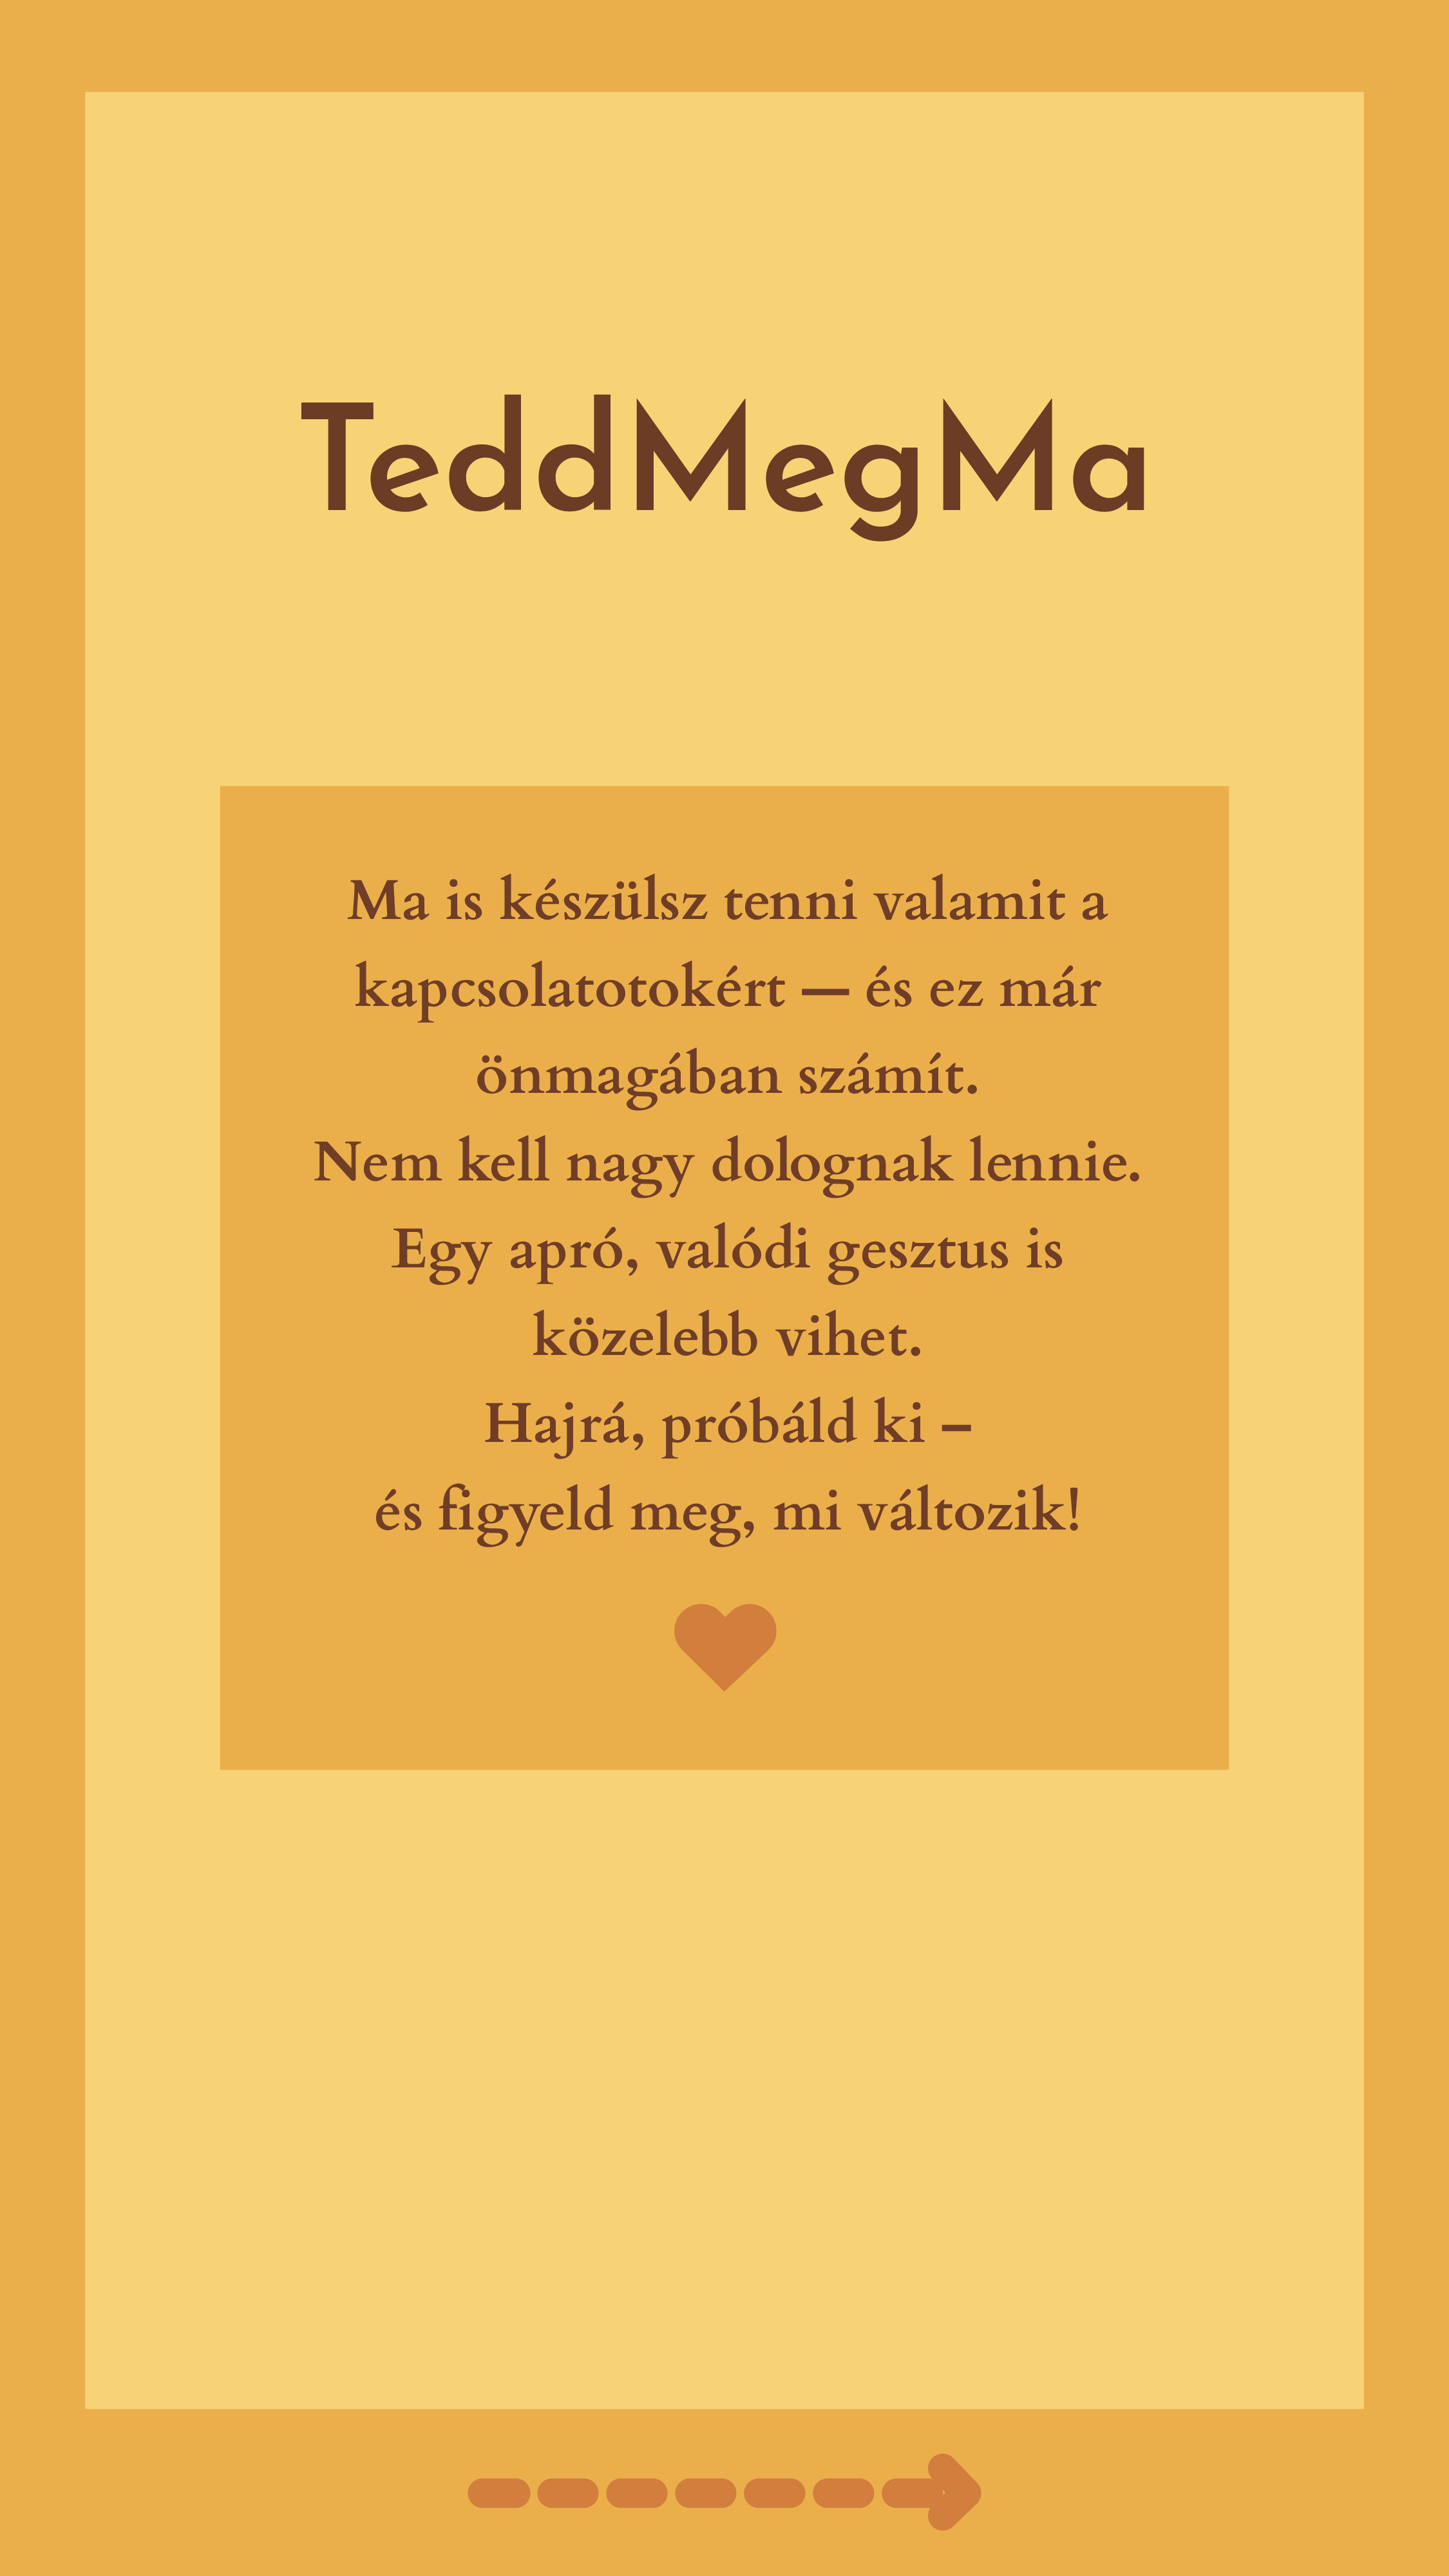 TeddMegMa
Ma is készülsz tenni valamit a
kapcsolatotokért — és ez már
önmagában számít.
Nem kell nagy dolognak lennie.
Egy apró, valódi gesztus is
közelebb vihet.
Hajrá, próbáld ki –
és figyeld meg, mi változik!